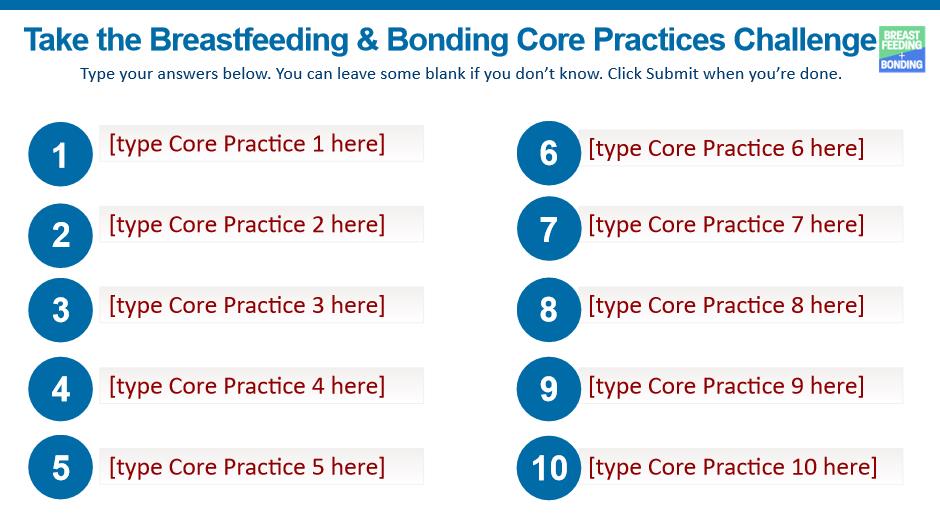 Take the Breastfeeding & Bonding Core Practices Challenge
BREAST
FEEDING
+
BONDING
Type your answers below. You can leave some blank if you don’t know. Click Submit when you’re done.
1 [type Core Practice 1 here]
2 [type Core Practice 2 here]
3 [type Core Practice 3 here]
4 [type Core Practice 4 here]
5 [type Core Practice 5 here]
6 [type Core Practice 6 here]
7 [type Core Practice 7 here]
8 [type Core Practice 8 here]
9 [type Core Practice 9 here]
10 [type Core Practice 10 here]